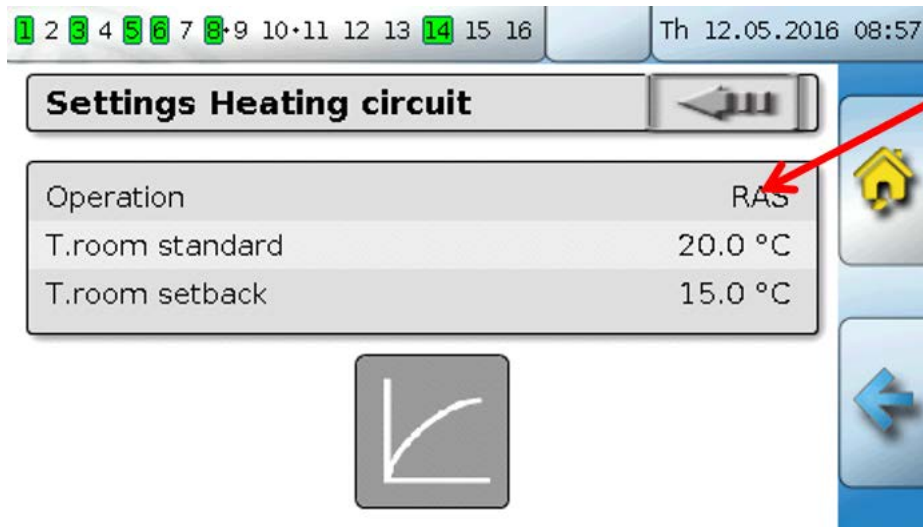 1 2 3 4 5 6 7 8•9 10•11 12 13 14 15 16 Th 12.05.2016 08:57
Settings Heating circuit
Operation RAS
T.room standard 20.0 °C
T.room setback 15.0 °C